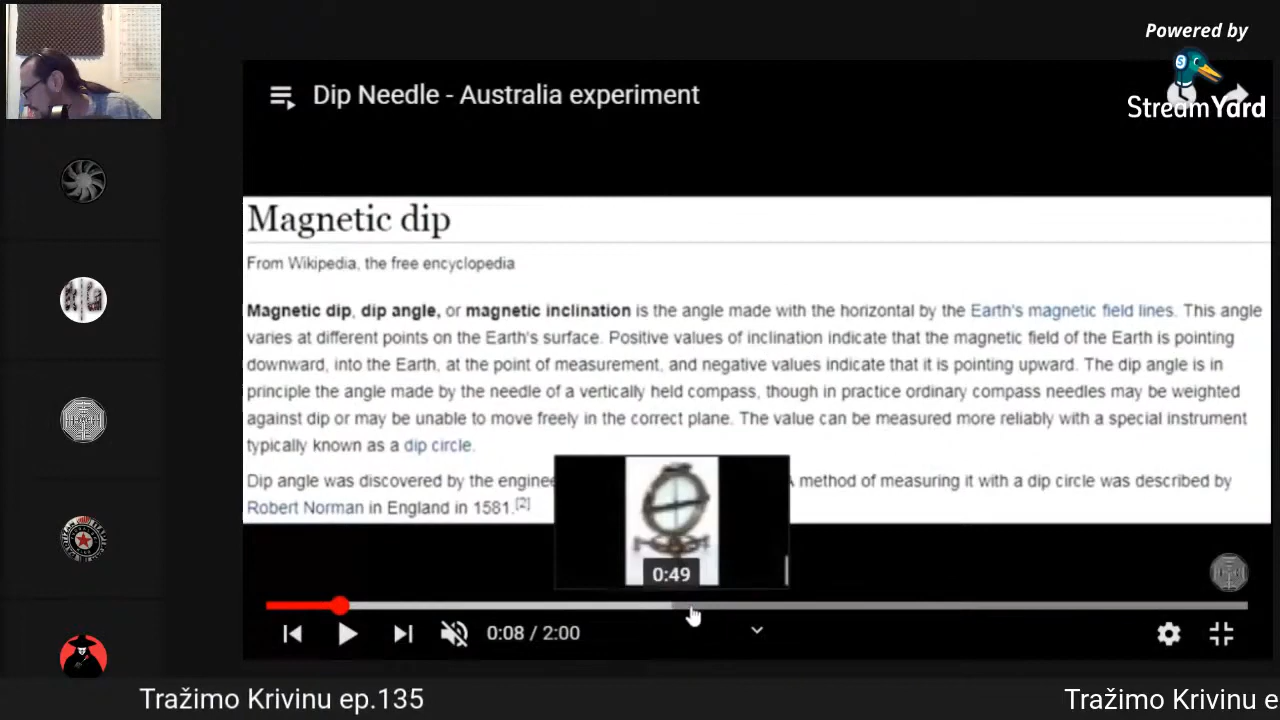 Powered by
StreamYard
Dip Needle - Australia experiment
Magnetic dip
From Wikipedia, the free encyclopedia
Magnetic dip, dip angle, or magnetic inclination is the angle made with the horizontal by the Earth's magnetic field lines. This angle
varies at different points on the Earth's surface. Positive values of inclination indicate that the magnetic field of the Earth is pointing
downward, into the Earth, at the point of measurement, and negative values indicate that it is pointing upward. The dip angle is in
principle the angle made by the needle of a vertically held compass, though in practice ordinary compass needles may be weighted
against dip or may be unable to move freely in the correct plane. The value can be measured more reliably with a special instrument
typically known as a dip circle.
Dip angle was discovered by the engine method of measuring it with a dip circle was described by
Robert Norman in England in 1581.[2]
0:49
0:08 / 2:00
Tražimo Krivinu ep.135
Tražimo Krivinu e